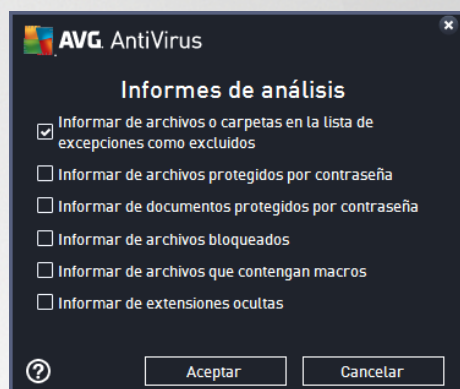 AVG. AntiVirus
Informes de análisis
Informar de archivos o carpetas en la lista de
excepciones como excluidos
Informar de archivos protegidos por contraseña
Informar de documentos protegidos por contraseña
Informar de archivos bloqueados
Informar de archivos que contengan macros
Informar de extensiones ocultas
? Aceptar Cancelar